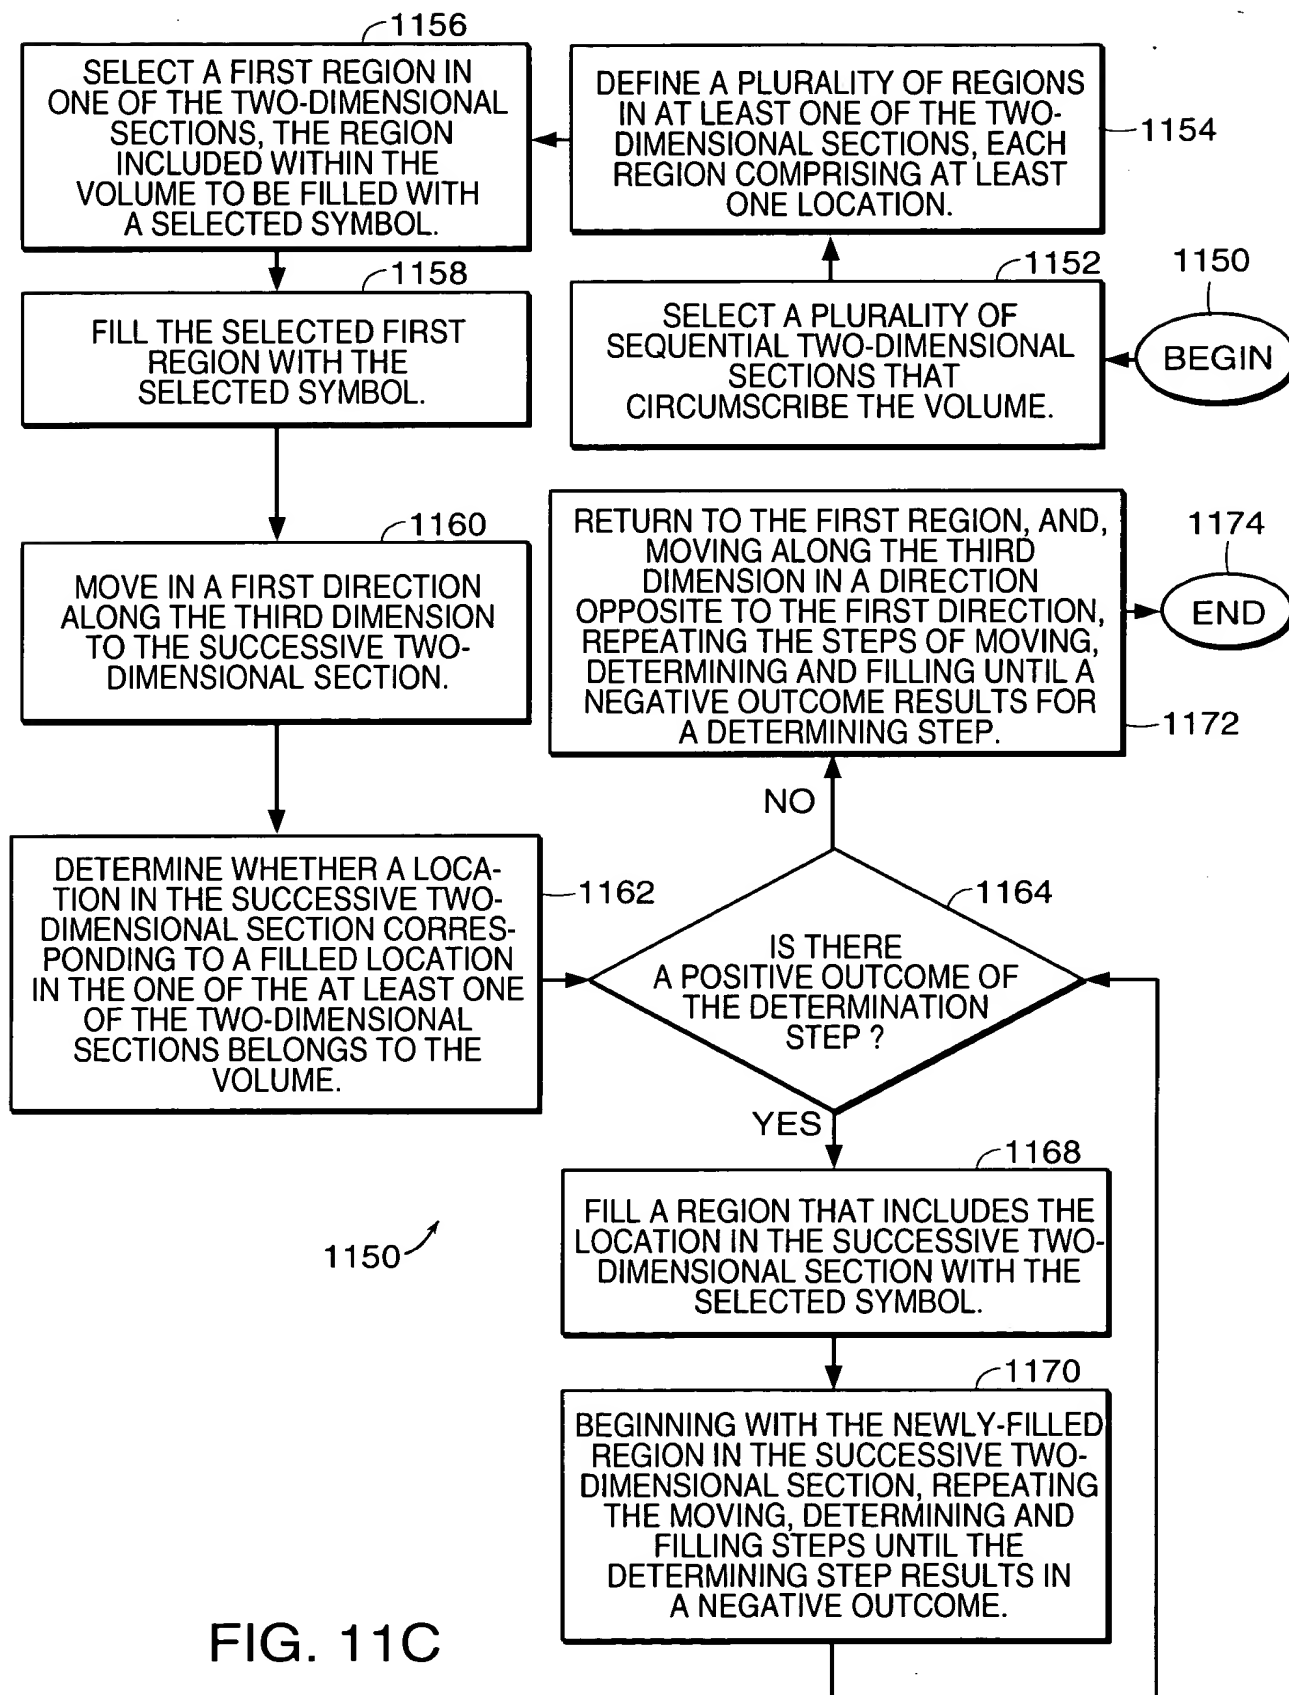 1150
BEGIN
1152
SELECT A PLURALITY OF
SEQUENTIAL TWO-DIMENSIONAL
SECTIONS THAT
CIRCUMSCRIBE THE VOLUME.
DEFINE A PLURALITY OF REGIONS
IN AT LEAST ONE OF THE TWO-
DIMENSIONAL SECTIONS, EACH
REGION COMPRISING AT LEAST
ONE LOCATION.
1154
1156
SELECT A FIRST REGION IN
ONE OF THE TWO-DIMENSIONAL
SECTIONS, THE REGION
INCLUDED WITHIN THE
VOLUME TO BE FILLED WITH
A SELECTED SYMBOL.
1158
FILL THE SELECTED FIRST
REGION WITH THE
SELECTED SYMBOL.
1160
MOVE IN A FIRST DIRECTION
ALONG THE THIRD DIMENSION
TO THE SUCCESSIVE TWO-
DIMENSIONAL SECTION.
DETERMINE WHETHER A LOCA-
TION IN THE SUCCESSIVE TWO-
DIMENSIONAL SECTION CORRES-
PONDING TO A FILLED LOCATION
IN THE ONE OF THE AT LEAST ONE
OF THE TWO-DIMENSIONAL
SECTIONS BELONGS TO THE
VOLUME.
1162
1164
IS THERE
A POSITIVE OUTCOME OF
THE DETERMINATION
STEP ?
NO
RETURN TO THE FIRST REGION, AND,
MOVING ALONG THE THIRD
DIMENSION IN A DIRECTION
OPPOSITE TO THE FIRST DIRECTION,
REPEATING THE STEPS OF MOVING,
DETERMINING AND FILLING UNTIL A
NEGATIVE OUTCOME RESULTS FOR
A DETERMINING STEP.
1172
1174
END
YES
1168
FILL A REGION THAT INCLUDES THE
LOCATION IN THE SUCCESSIVE TWO-
DIMENSIONAL SECTION WITH THE
SELECTED SYMBOL.
1170
BEGINNING WITH THE NEWLY-FILLED
REGION IN THE SUCCESSIVE TWO-
DIMENSIONAL SECTION, REPEATING
THE MOVING, DETERMINING AND
FILLING STEPS UNTIL THE
DETERMINING STEP RESULTS IN
A NEGATIVE OUTCOME.
1150
FIG. 11C